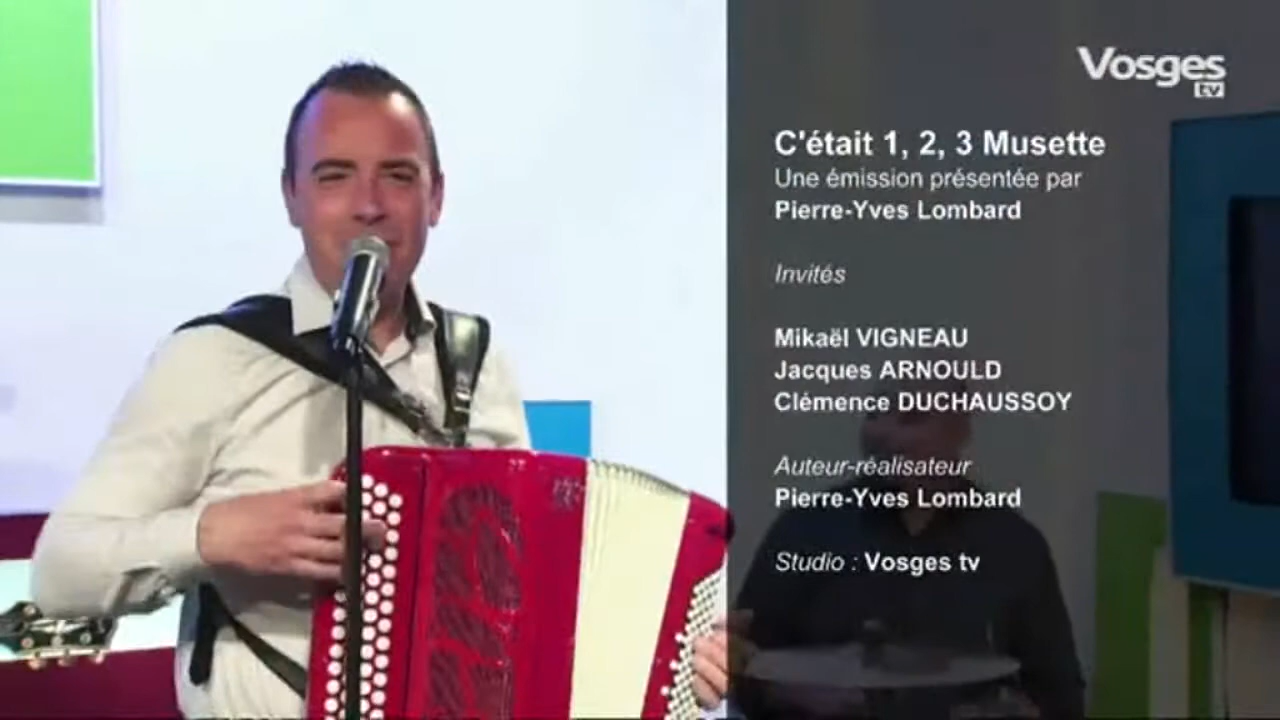 Vosges
tv
C'était 1, 2, 3 Musette
Une émission présentée par
Pierre-Yves Lombard
Invités
Mikaël VIGNEAU
Jacques ARNOULD
Clémence DUCHAUSSOY
Auteur-réalisateur
Pierre-Yves Lombard
Studio : Vosges tv